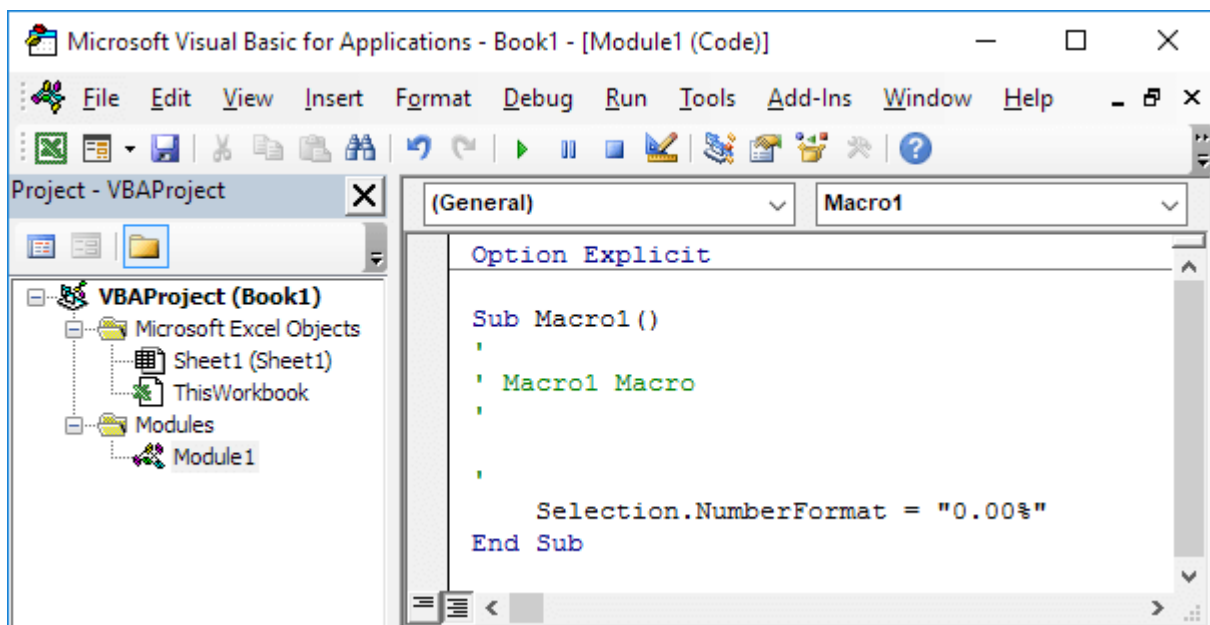 Microsoft Visual Basic for Applications - Book1 - [Module1 (Code)]
File Edit View Insert Format Debug Run Tools Add-Ins Window Help
Project - VBAProject
(General) Macro1
VBAProject (Book1)
Microsoft Excel Objects
Sheet1 (Sheet1)
ThisWorkbook
Modules
Module1
Option Explicit
Sub Macro1()
'
' Macro1 Macro
'
'
Selection.NumberFormat = "0.00%"
End Sub